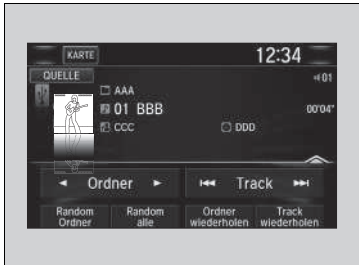 KARTE 12:34
QUELLE 01
AAA
01 BBB 00'04"
CCC DDD
Ordner Track
Random Ordner
Random alle
Ordner wiederholen
Track wiederholen